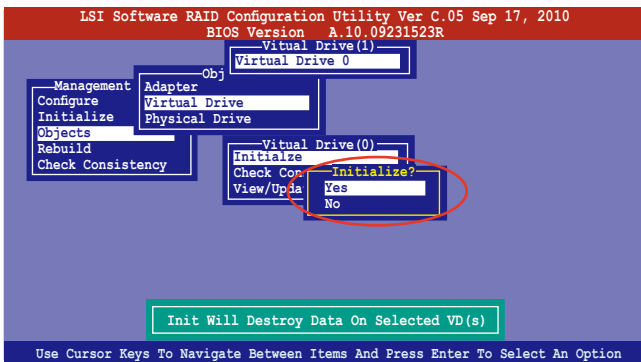 LSI Software RAID Configuration Utility Ver C.05 Sep 17, 2010
BIOS Version A.10.09231523R
Vitual Drive(1)
Virtual Drive 0
Obj
Adapter
Virtual Drive
Physical Drive
Management
Configure
Initialize
Objects
Rebuild
Check Consistency
Vitual Drive(0)
Initialze
Check Con
View/Upda
Initialize?
Yes
No
Init Will Destroy Data On Selected VD(s)
Use Cursor Keys To Navigate Between Items And Press Enter To Select An Option